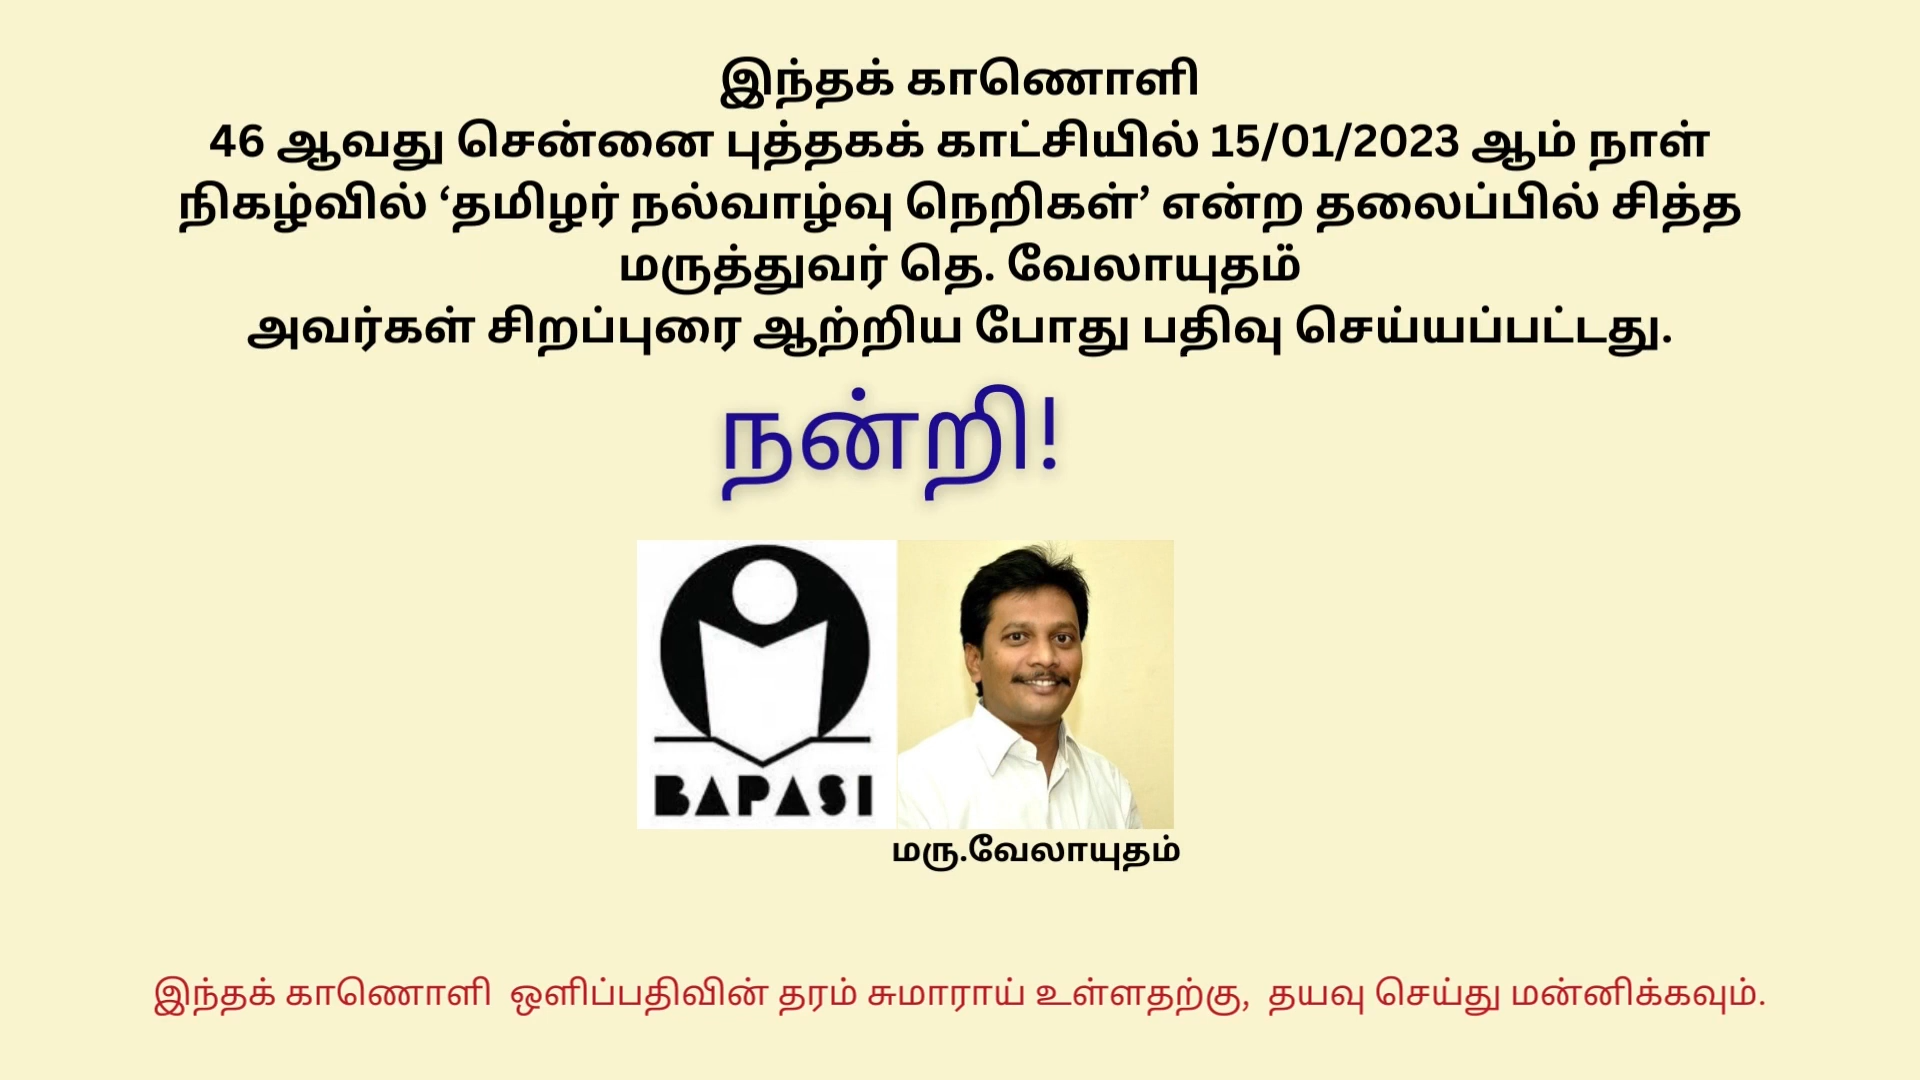 இந்தக் காணொளி
46 ஆவது சென்னை புத்தகக் காட்சியில் 15/01/2023 ஆம் நாள்
நிகழ்வில் ‘தமிழர் நல்வாழ்வு நெறிகள்’ என்ற தலைப்பில் சித்த
மருத்துவர் தெ. வேலாயுதம்
அவர்கள் சிறப்புரை ஆற்றிய போது பதிவு செய்யப்பட்டது.
நன்றி!
BAPASI
மரு.வேலாயுதம்
இந்தக் காணொளி ஒளிப்பதிவின் தரம் சுமாராய் உள்ளதற்கு, தயவு செய்து மன்னிக்கவும்.